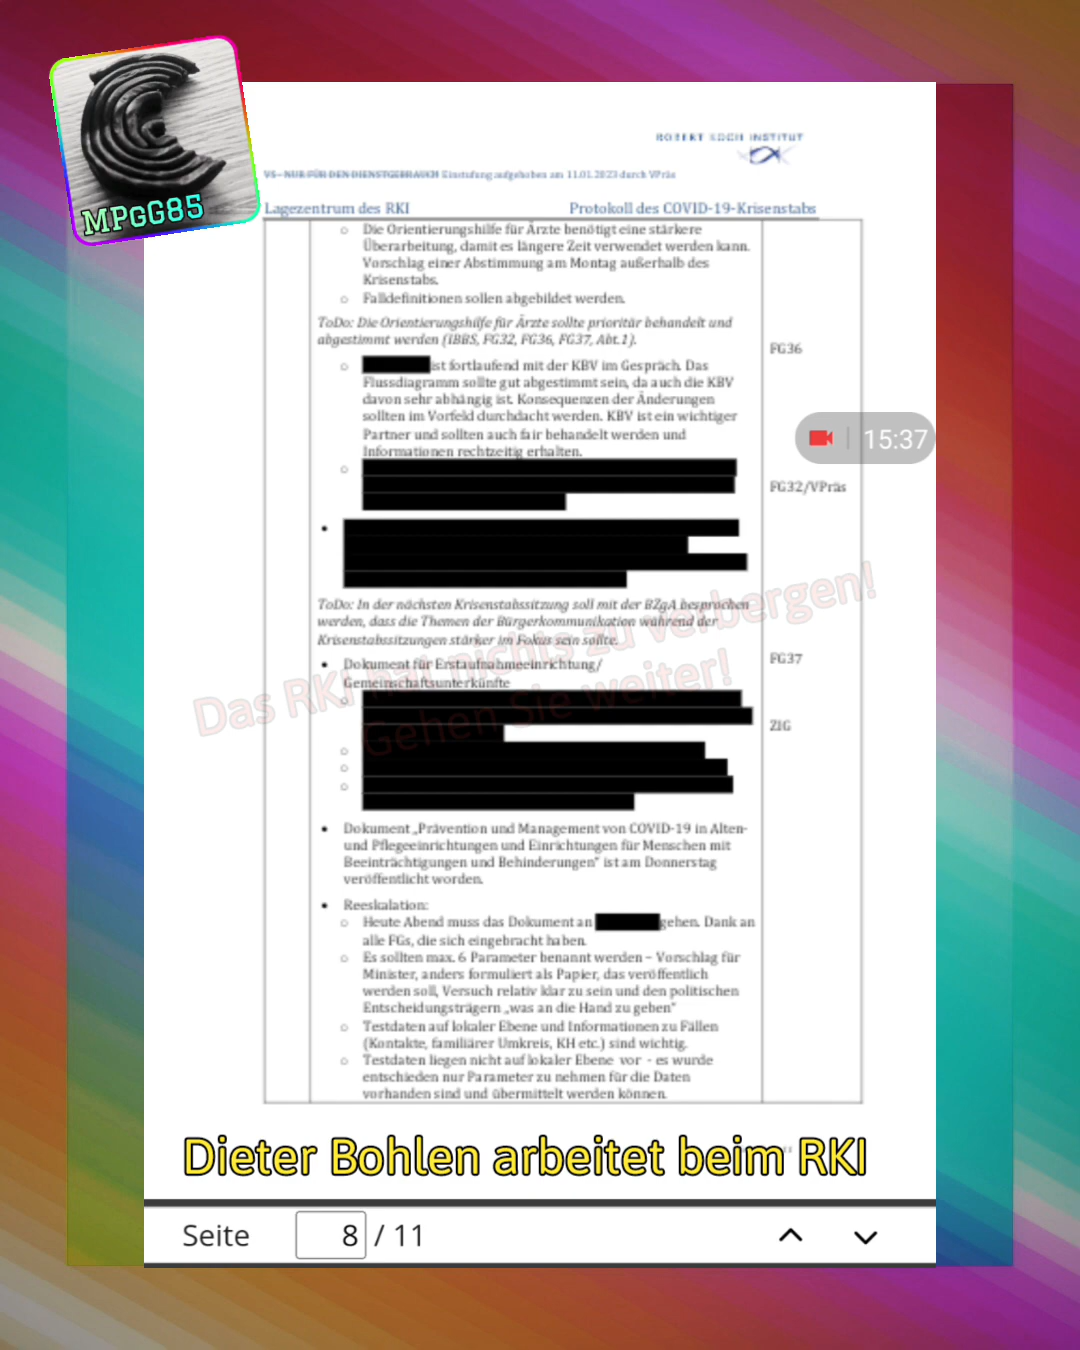 MPgG85
ROBERT KOCH INSTITUT
VS - NUR FÜR DEN DIENSTGEBRAUCH Einstufung aufgehoben am 11.01.2023 durch VPräs
Lagezentrum des RKI
Protokoll des COVID-19-Krisenstabs
o Die Orientierungshilfe für Ärzte benötigt eine stärkere
Überarbeitung, damit es längere Zeit verwendet werden kann.
Vorschlag einer Abstimmung am Montag außerhalb des
Krisenstabs.
o Falldefinitionen sollen abgebildet werden.
ToDo: Die Orientierungshilfe für Ärzte sollte prioritär behandelt und
abgestimmt werden (IBBS, FG32, FG36, FG37, Abt.1).
FG36
o ist fortlaufend mit der KBV im Gespräch. Das
Flussdiagramm sollte gut abgestimmt sein, da auch die KBV
davon sehr abhängig ist. Konsequenzen der Änderungen
sollten im Vorfeld durchdacht werden. KBV ist ein wichtiger
Partner und sollten auch fair behandelt werden und
Informationen rechtzeitig erhalten.
15:37
FG32/VPräs
ToDo: In der nächsten Krisenstabssitzung soll mit der BZgA besprochen
werden, dass die Themen der Bürgerkommunikation während der
Krisenstabssitzungen stärker im Fokus sein sollte.
Das RKI hat nichts zu verbergen!
Gehen Sie weiter!
FG37
• Dokument für Erstaufnahmeeinrichtung/
Gemeinschaftsunterkünfte
ZIG
• Dokument „Prävention und Management von COVID-19 in Alten-
und Pflegeeinrichtungen und Einrichtungen für Menschen mit
Beeinträchtigungen und Behinderungen" ist am Donnerstag
veröffentlicht worden.
• Reeskalation:
o Heute Abend muss das Dokument an gehen. Dank an
alle FGs, die sich eingebracht haben.
o Es sollten max. 6 Parameter benannt werden – Vorschlag für
Minister, anders formuliert als Papier, das veröffentlich
werden soll, Versuch relativ klar zu sein und den politischen
Entscheidungsträgern „was an die Hand zu geben"
o Testdaten auf lokaler Ebene und Informationen zu Fällen
(Kontakte, familiärer Umkreis, KH etc.) sind wichtig.
o Testdaten liegen nicht auf lokaler Ebene vor - es wurde
entschieden nur Parameter zu nehmen für die Daten
vorhanden sind und übermittelt werden können.
Dieter Bohlen arbeitet beim RKI
Seite 8 / 11